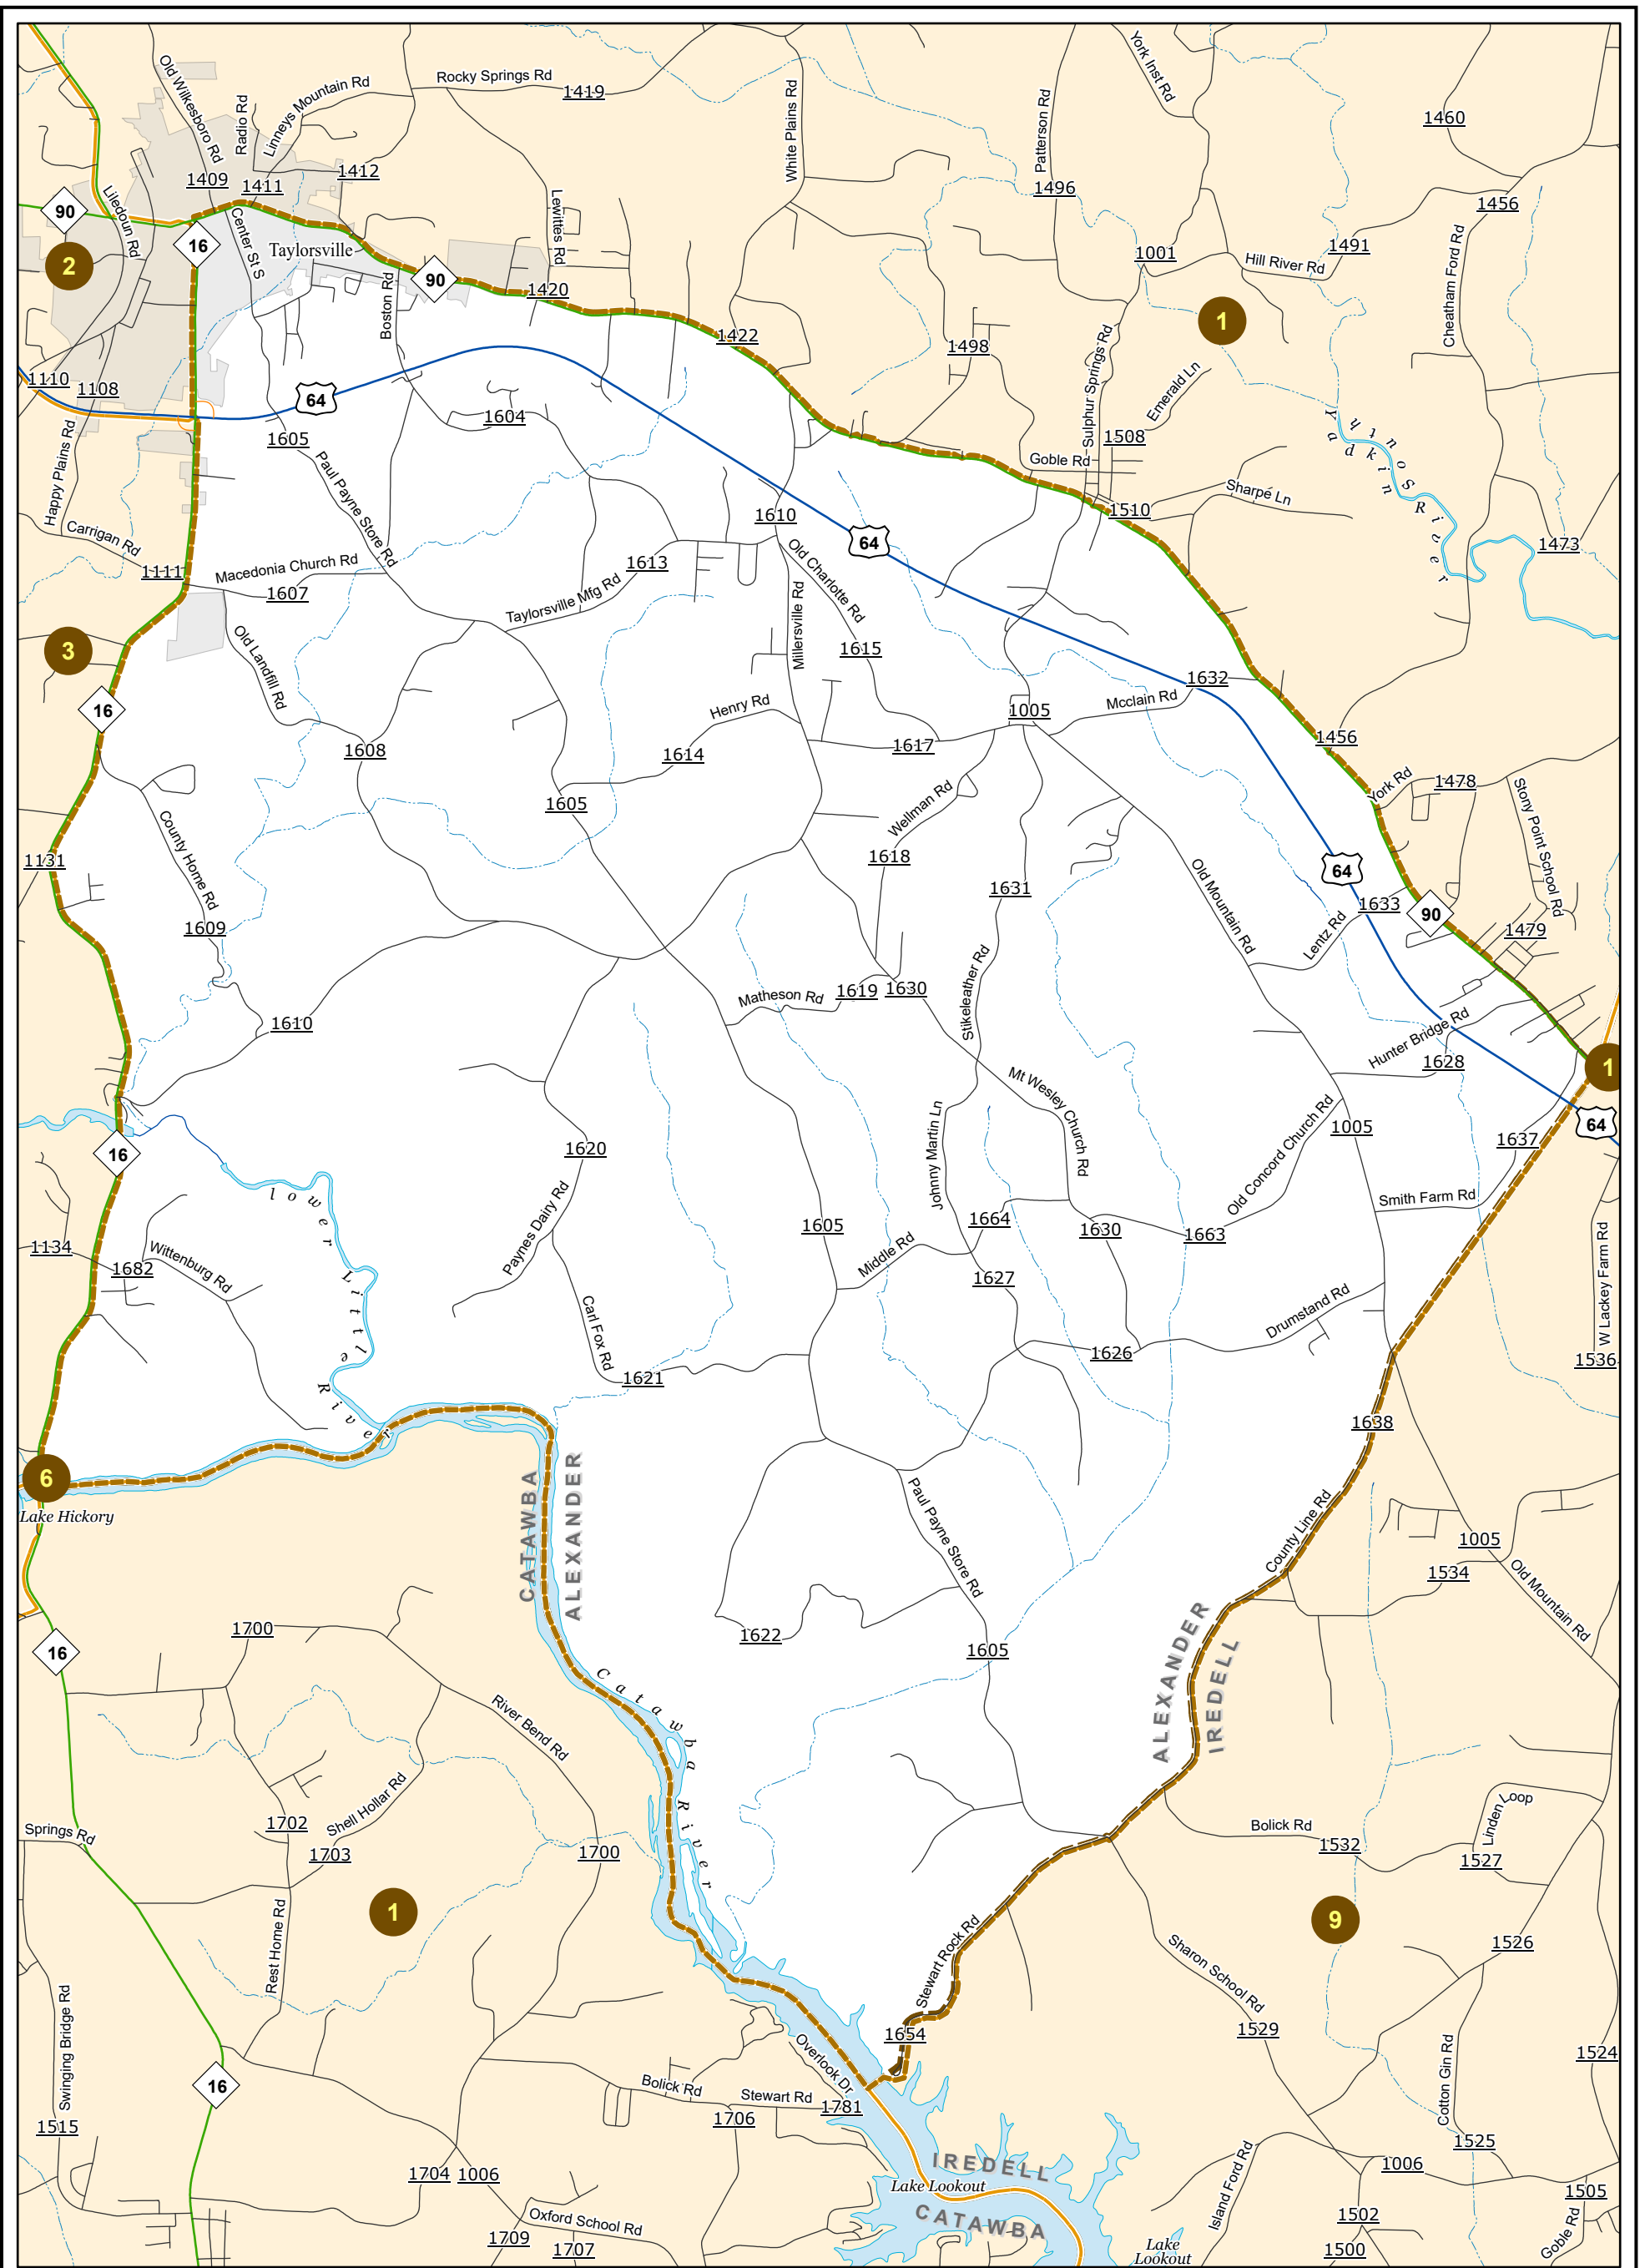 Old Wilkesboro Rd
Radio Rd
Linneys Mountain Rd
Rocky Springs Rd
1419
White Plains Rd
York Inst Rd
Patterson Rd
1460
1409
1411
1412
1496
1456
90
Liledoun Rd
16
Center St S
Taylorsville
Lewittes Rd
1001
Hill River Rd
1491
Cheatham Ford Rd
2
Boston Rd
90
1420
1422
1
1498
Sulphur Springs Rd
Emerald Ln
1110
1108
64
1604
1605
1508
South
Yadkin
River
Happy Plains Rd
Paul Payne Store Rd
Goble Rd
Sharpe Ln
1510
Carrigan Rd
1610
64
1473
1111
Macedonia Church Rd
1607
1613
Taylorsville Mfg Rd
Old Charlotte Rd
Millersville Rd
3
Old Landfill Rd
1615
1632
16
Henry Rd
1005
Mcclain Rd
1608
1614
1617
1456
York Rd
1478
1605
Wellman Rd
Stony Point School Rd
1131
County Home Rd
1618
1631
Old Mountain Rd
64
1633
90
1609
Lentz Rd
1479
Stikeleather Rd
Matheson Rd
1619
1630
1610
Hunter Bridge Rd
1628
1
Mt Wesley Church Rd
Johnny Martin Ln
Old Concord Church Rd
1005
64
16
1620
1637
Lower Little River
Paynes Dairy Rd
1605
1664
1630
1663
Smith Farm Rd
W Lackey Farm Rd
1134
Wittenburg Rd
1682
Middle Rd
1627
Carl Fox Rd
Drumstand Rd
1626
1536
1621
1638
6
Lake Hickory
CATAWBA
ALEXANDER
Paul Payne Store Rd
County Line Rd
1005
1534
Old Mountain Rd
1700
16
1622
1605
ALEXANDER
IREDELL
Catawba River
River Bend Rd
Shell Hollar Rd
1702
Springs Rd
1703
1700
Bolick Rd
1532
Linden Loop
1527
1
9
Rest Home Rd
Stewart Rock Rd
Sharon School Rd
1526
Swinging Bridge Rd
1654
1529
1524
Overlook Dr
16
Bolick Rd
Stewart Rd
1781
1706
Cotton Gin Rd
1515
1525
IREDELL
Lake Lookout
CATAWBA
1704
1006
Island Ford Rd
1006
1505
Oxford School Rd
1709
1707
Lake
Lookout
1502
1500
Goble Rd